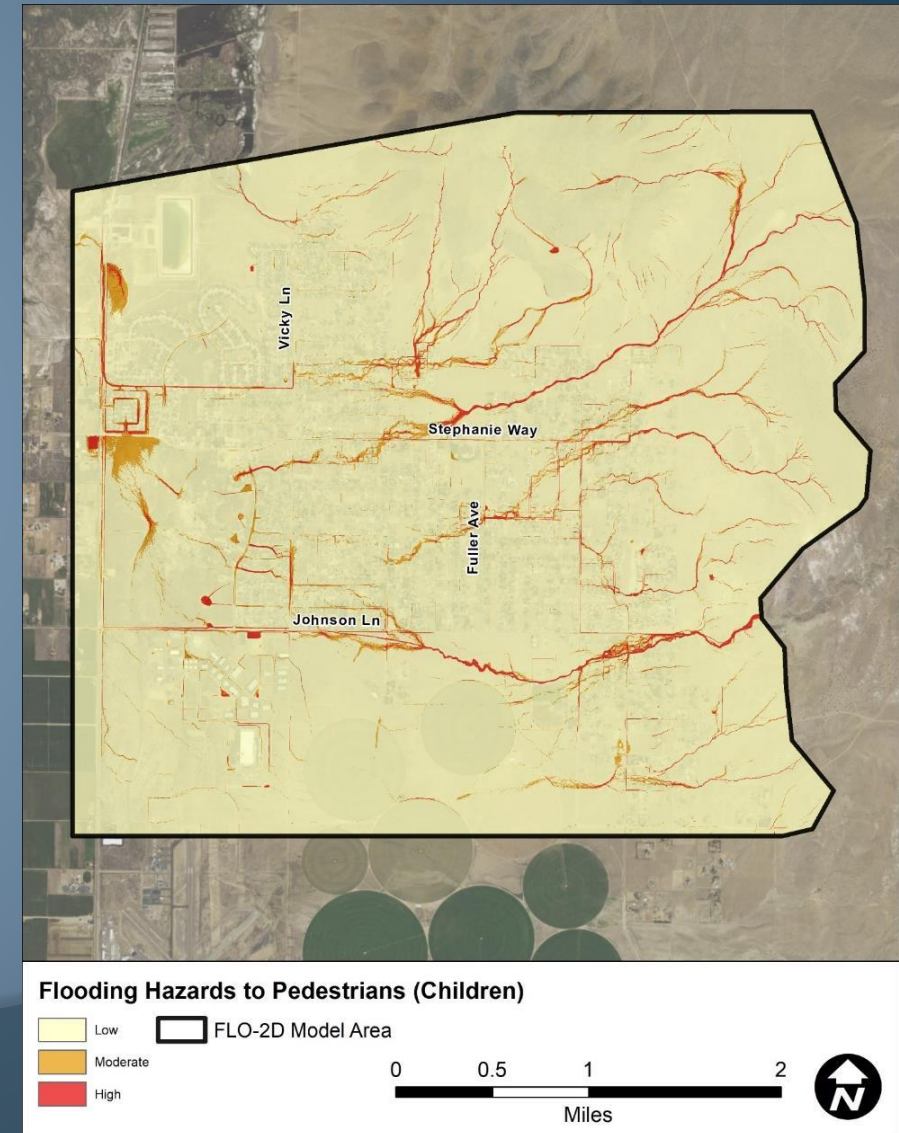 Vicky Ln
Stephanie Way
Fuller Ave
Johnson Ln
Flooding Hazards to Pedestrians (Children)
Low
FLO-2D Model Area
Moderate
High
0 0.5 1 2
Miles
N